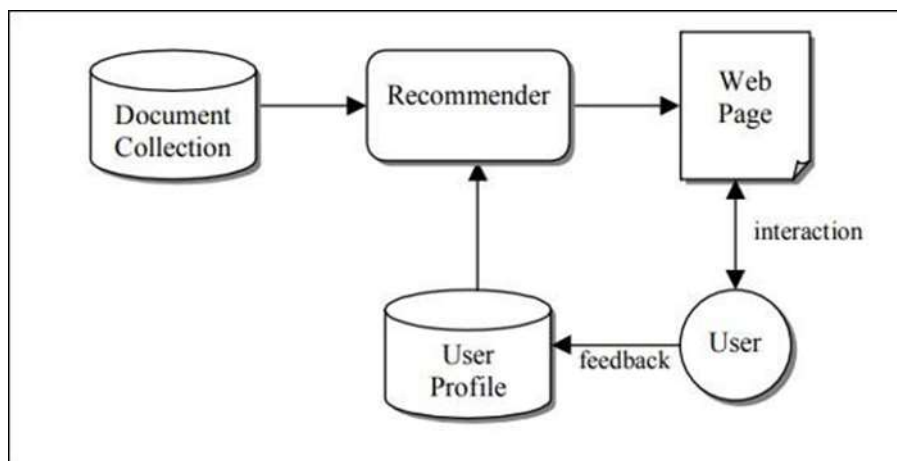 Document
Collection
Recommender
Web
Page
interaction
User
Profile
feedback
User